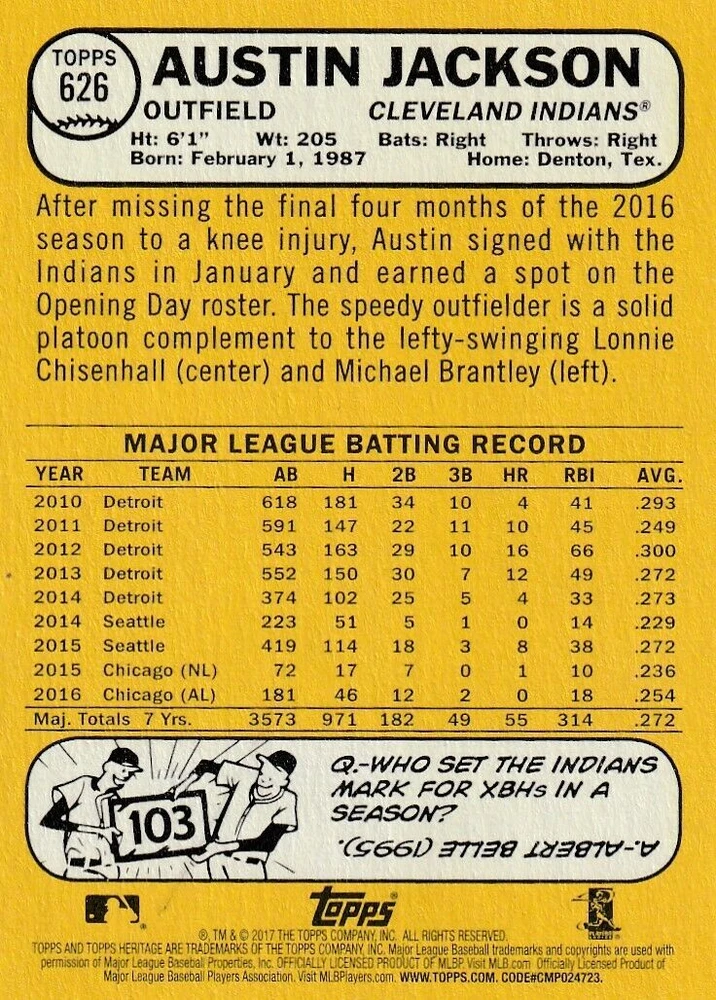 TOPPS
626
AUSTIN JACKSON
OUTFIELD CLEVELAND INDIANS®
Ht: 6'1" Wt: 205 Bats: Right Throws: Right
Born: February 1, 1987 Home: Denton, Tex.
After missing the final four months of the 2016
season to a knee injury, Austin signed with the
Indians in January and earned a spot on the
Opening Day roster. The speedy outfielder is a solid
platoon complement to the lefty-swinging Lonnie
Chisenhall (center) and Michael Brantley (left).
MAJOR LEAGUE BATTING RECORD
YEAR TEAM AB H 2B 3B HR RBI AVG.
2010 Detroit 618 181 34 10 4 41 .293
2011 Detroit 591 147 22 11 10 45 .249
2012 Detroit 543 163 29 10 16 66 .300
2013 Detroit 552 150 30 7 12 49 .272
2014 Detroit 374 102 25 5 4 33 .273
2014 Seattle 223 51 5 1 0 14 .229
2015 Seattle 419 114 18 3 8 38 .272
2015 Chicago (NL) 72 17 7 0 1 10 .236
2016 Chicago (AL) 181 46 12 2 0 18 .254
Maj. Totals 7 Yrs. 3573 971 182 49 55 314 .272
103
Q.-WHO SET THE INDIANS
MARK FOR XBHs IN A
SEASON?
A.-ALBERT BELLE (1995).
Topps®
®, TM & © 2017 THE TOPPS COMPANY, INC. ALL RIGHTS RESERVED.
TOPPS AND TOPPS HERITAGE ARE TRADEMARKS OF THE TOPPS COMPANY, INC. Major League Baseball trademarks and copyrights are used with
permission of Major League Baseball Properties, Inc. OFFICIALLY LICENSED PRODUCT OF MLBP. Visit MLB.com Officially Licensed Product of
Major League Baseball Players Association. Visit MLBPlayers.com. WWW.TOPPS.COM. CODE#CMP024723.